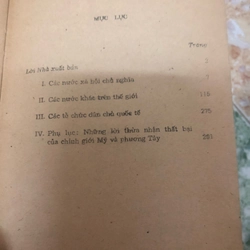 MỤC LỤC
Trang
Lời Nhà xuất bản
I. Các nước xã hội chủ nghĩa
II. Các nước khác trên thế giới 116
III. Các tổ chức dân chủ quốc tế 275
IV. Phụ lục: Những lời thừa nhận thất bại
của chính giới Mỹ và phương Tây